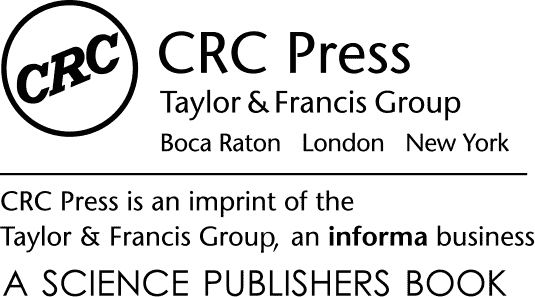 CRC
CRC Press
Taylor & Francis Group
Boca Raton London New York
CRC Press is an imprint of the
Taylor & Francis Group, an informa business
A SCIENCE PUBLISHERS BOOK